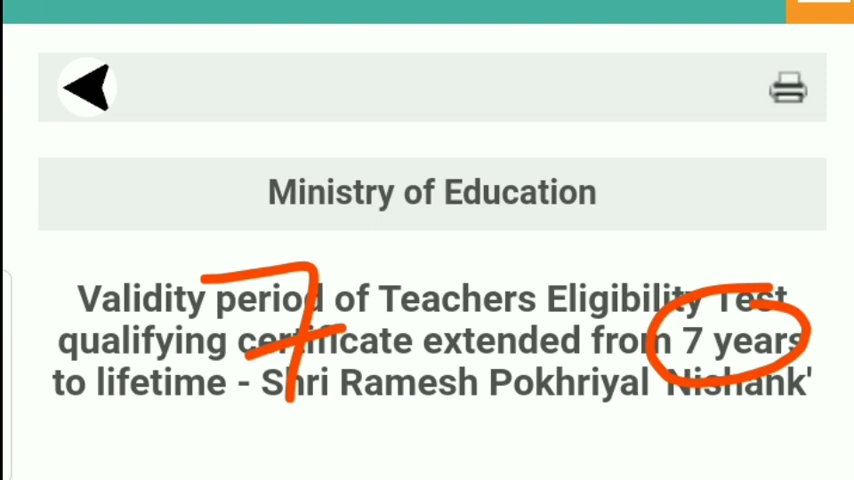 Ministry of Education
Validity period of Teachers Eligibility Test
qualifying certificate extended from 7 years
to lifetime - Shri Ramesh Pokhriyal 'Nishank'
7